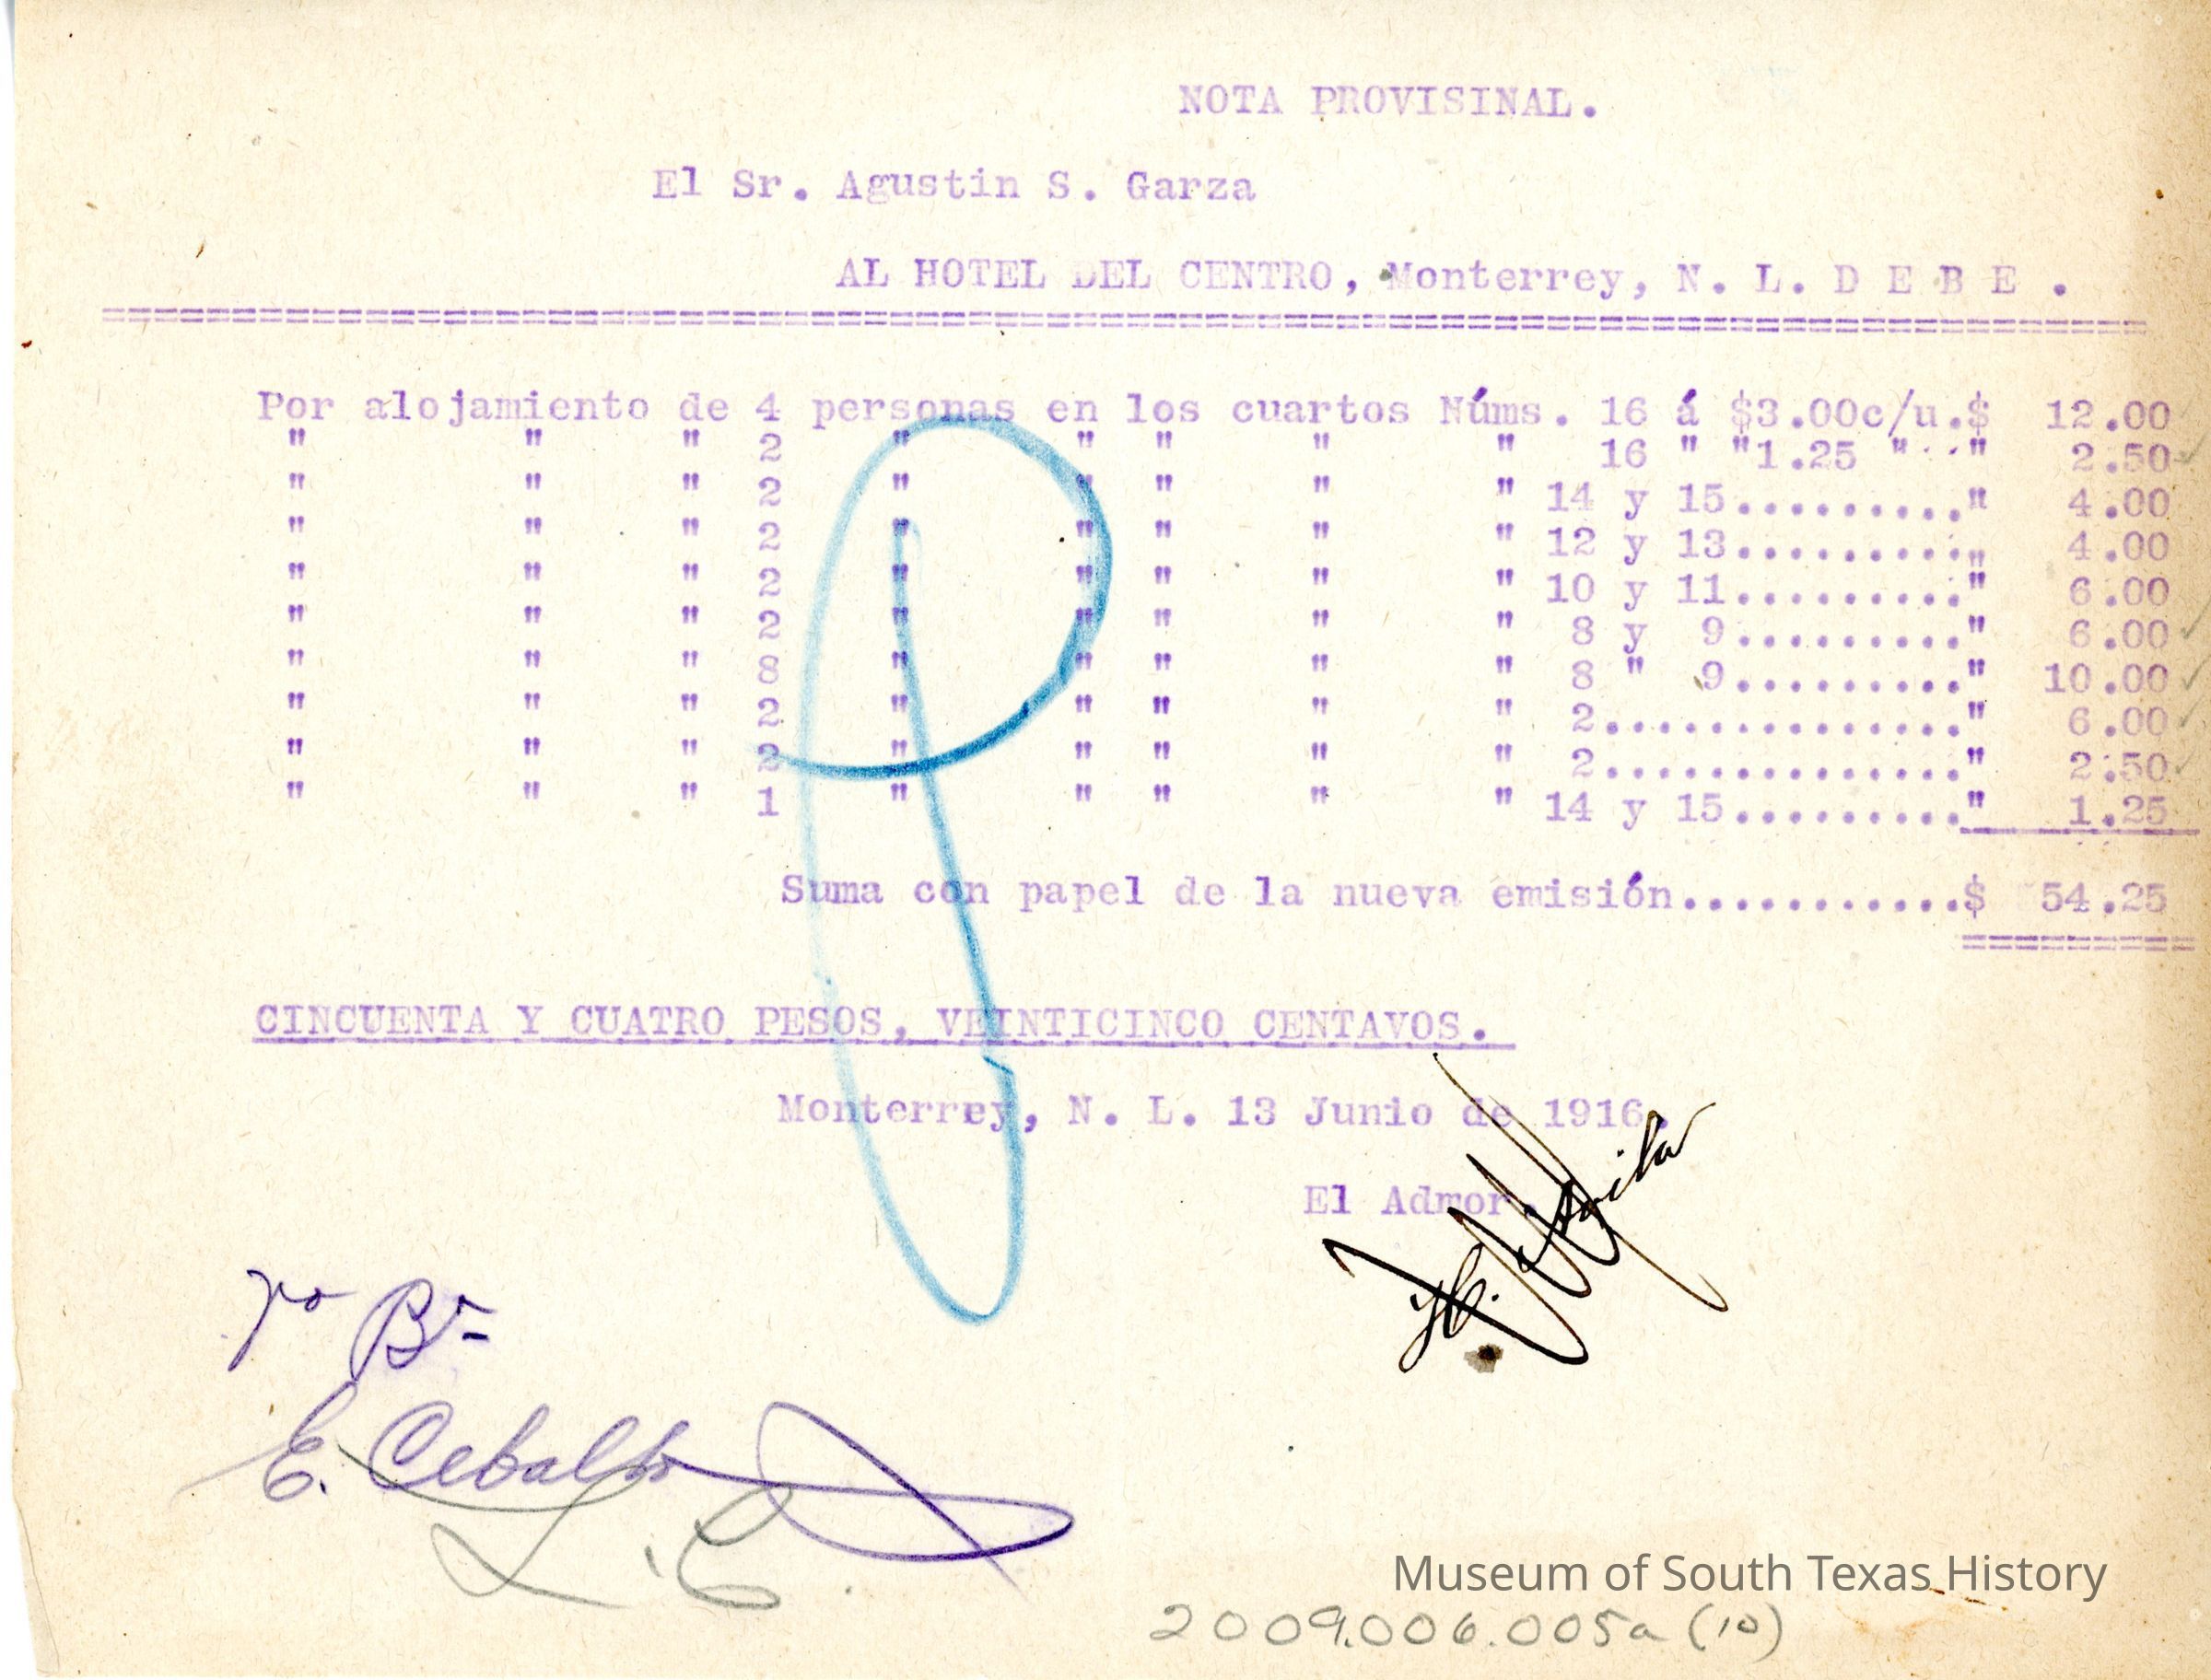 NOTA PROVISINAL.
El Sr. Agustin S. Garza
AL HOTEL DEL CENTRO, Monterrey, N. L. D E B E .
==============================================================================
Por alojamiento de 4 personas en los cuartos Núms. 16 á $3.00c/u.$ 12.00
" " " 2 " " " " " 16 " "1.25 " .." 2.50
" " " 2 " " " " " 14 y 15.........." 4.00
" " " 2 " " " " " 12 y 13.........." 4.00
" " " 2 " " " " " 10 y 11.........." 6.00
" " " 2 " " " " " 8 y 9.........." 6.00
" " " 8 " " " " " 8 " 9.........." 10.00
" " " 2 " " " " " 2..............." 6.00
" " " 2 " " " " " 2..............." 2.50
" " " 1 " " " " " 14 y 15.........." 1.25
Suma con papel de la nueva emisión...........$ 54.25
=========
CINCUENTA Y CUATRO PESOS, VEINTICINCO CENTAVOS.
Monterrey, N. L. 13 Junio de 1916.
El Admor.
E. Ceballos
L. C.
Museum of South Texas History
2009.006.005a (10)